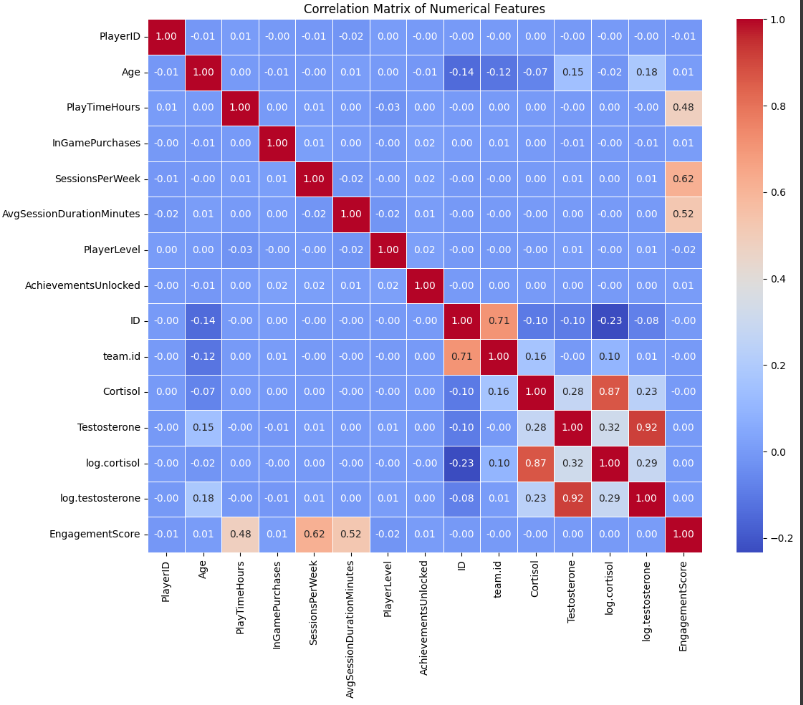 Correlation Matrix of Numerical Features
PlayerID 1.00 -0.01 0.01 -0.00 -0.01 -0.02 0.00 -0.00 -0.00 -0.00 0.00 -0.00 -0.00 -0.00 -0.01
Age -0.01 1.00 0.00 -0.01 -0.00 0.01 0.00 -0.01 -0.14 -0.12 -0.07 0.15 -0.02 0.18 0.01
PlayTimeHours 0.01 0.00 1.00 0.00 0.01 0.00 -0.03 0.00 -0.00 0.00 0.00 -0.00 -0.00 -0.00 0.48
InGamePurchases -0.00 -0.01 0.00 1.00 0.01 0.00 -0.00 0.02 0.00 0.01 0.00 -0.01 -0.00 -0.01 0.01
SessionsPerWeek -0.01 -0.00 0.01 0.01 1.00 -0.02 -0.00 0.02 -0.00 -0.00 0.00 0.01 0.00 0.01 0.62
AvgSessionDurationMinutes -0.02 0.01 0.00 0.00 -0.02 1.00 -0.02 0.01 -0.00 -0.00 -0.00 0.00 -0.00 0.00 0.52
PlayerLevel 0.00 0.00 -0.03 -0.00 -0.00 -0.02 1.00 0.02 -0.00 -0.00 -0.00 0.01 -0.00 0.01 -0.02
AchievementsUnlocked -0.00 -0.01 0.00 0.02 0.02 0.01 0.02 1.00 -0.00 0.00 0.00 0.00 -0.00 0.00 0.01
ID -0.00 -0.14 -0.00 0.00 -0.00 -0.00 -0.00 -0.00 1.00 0.71 -0.10 -0.10 -0.23 -0.08 -0.00
team.id -0.00 -0.12 0.00 0.01 -0.00 -0.00 -0.00 0.00 0.71 1.00 0.16 -0.00 0.10 0.01 -0.00
Cortisol 0.00 -0.07 0.00 0.00 0.00 -0.00 -0.00 0.00 -0.10 0.16 1.00 0.28 0.87 0.23 -0.00
Testosterone -0.00 0.15 -0.00 -0.01 0.01 0.00 0.01 0.00 -0.10 -0.00 0.28 1.00 0.32 0.92 0.00
log.cortisol -0.00 -0.02 -0.00 -0.00 0.00 -0.00 -0.00 -0.00 -0.23 0.10 0.87 0.32 1.00 0.29 0.00
log.testosterone -0.00 0.18 -0.00 -0.01 0.01 0.00 0.01 0.00 -0.08 0.01 0.23 0.92 0.29 1.00 0.00
EngagementScore -0.01 0.01 0.48 0.01 0.62 0.52 -0.02 0.01 -0.00 -0.00 -0.00 0.00 0.00 0.00 1.00
PlayerID
Age
PlayTimeHours
InGamePurchases
SessionsPerWeek
AvgSessionDurationMinutes
PlayerLevel
AchievementsUnlocked
ID
team.id
Cortisol
Testosterone
log.cortisol
log.testosterone
EngagementScore
1.0
0.8
0.6
0.4
0.2
0.0
−0.2